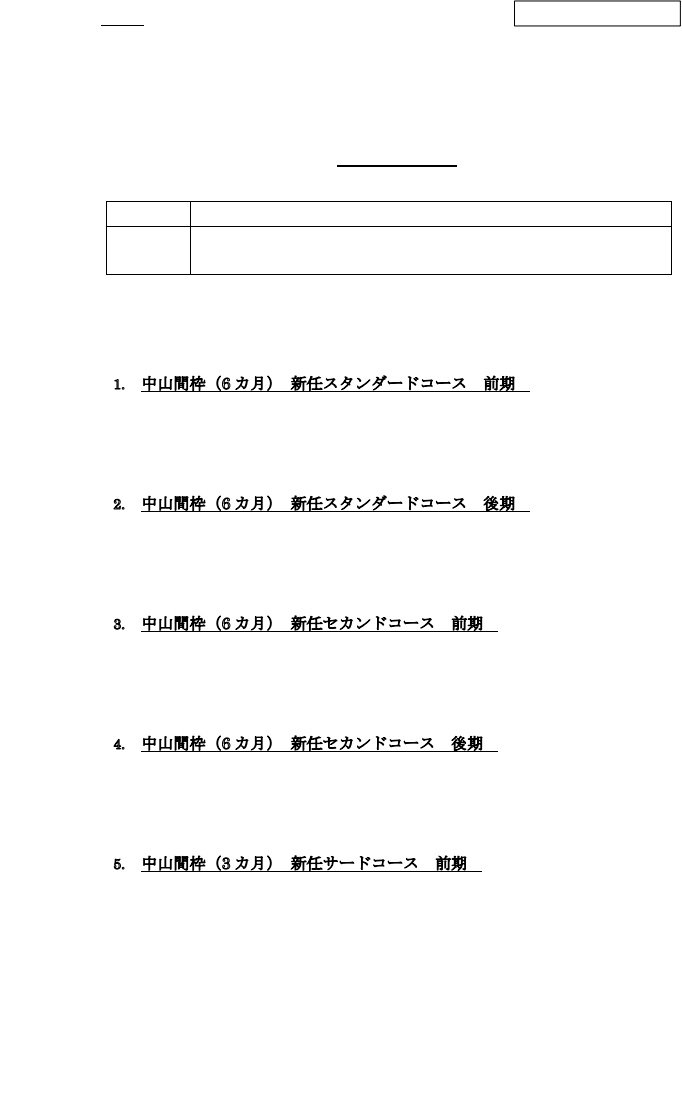 1. 中山間枠（6 カ月） 新任スタンダードコース　前期
2. 中山間枠（6 カ月） 新任スタンダードコース　後期
3. 中山間枠（6 カ月） 新任セカンドコース　前期
4. 中山間枠（6 カ月） 新任セカンドコース　後期
5. 中山間枠（3 カ月） 新任サードコース　前期